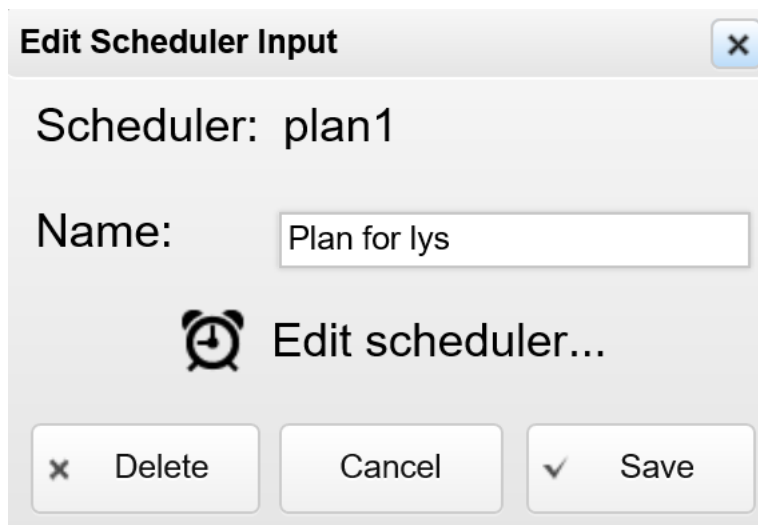 Edit Scheduler Input
Scheduler: plan1
Name: Plan for lys
Edit scheduler...
Delete Cancel Save